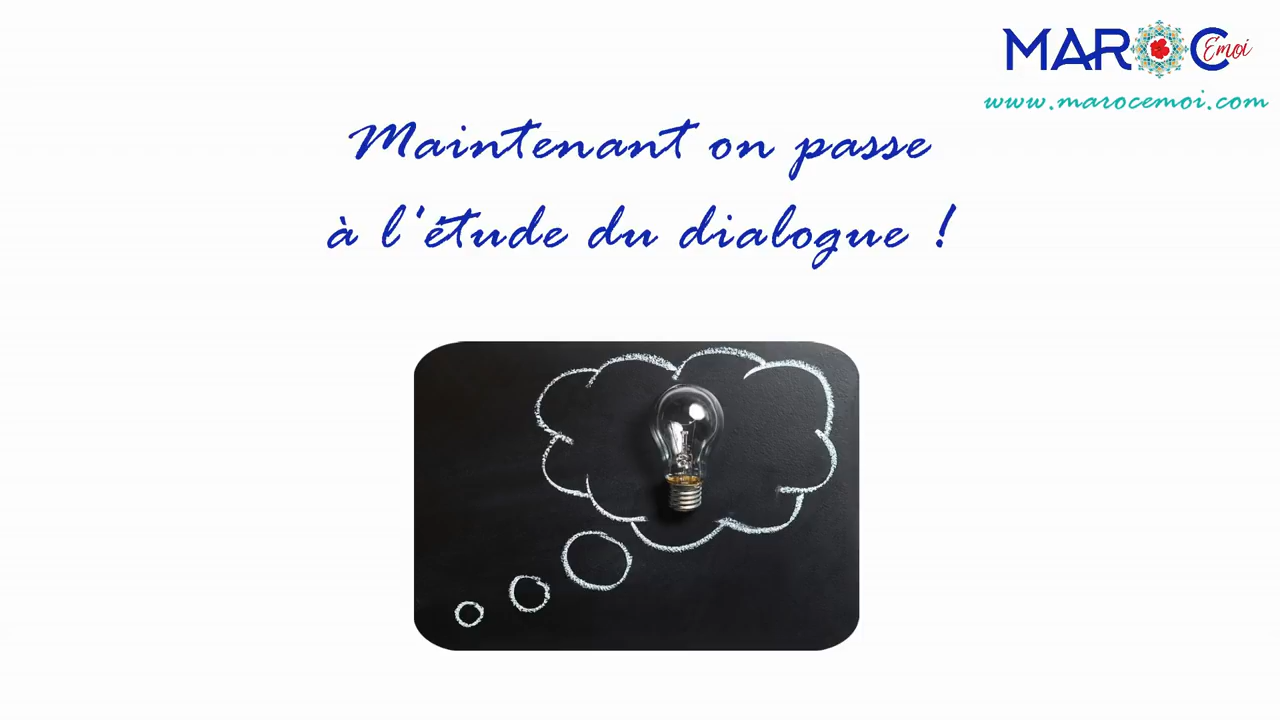 MAROC Emoi
www.marocemoi.com
Maintenant on passe
à l'étude du dialogue !